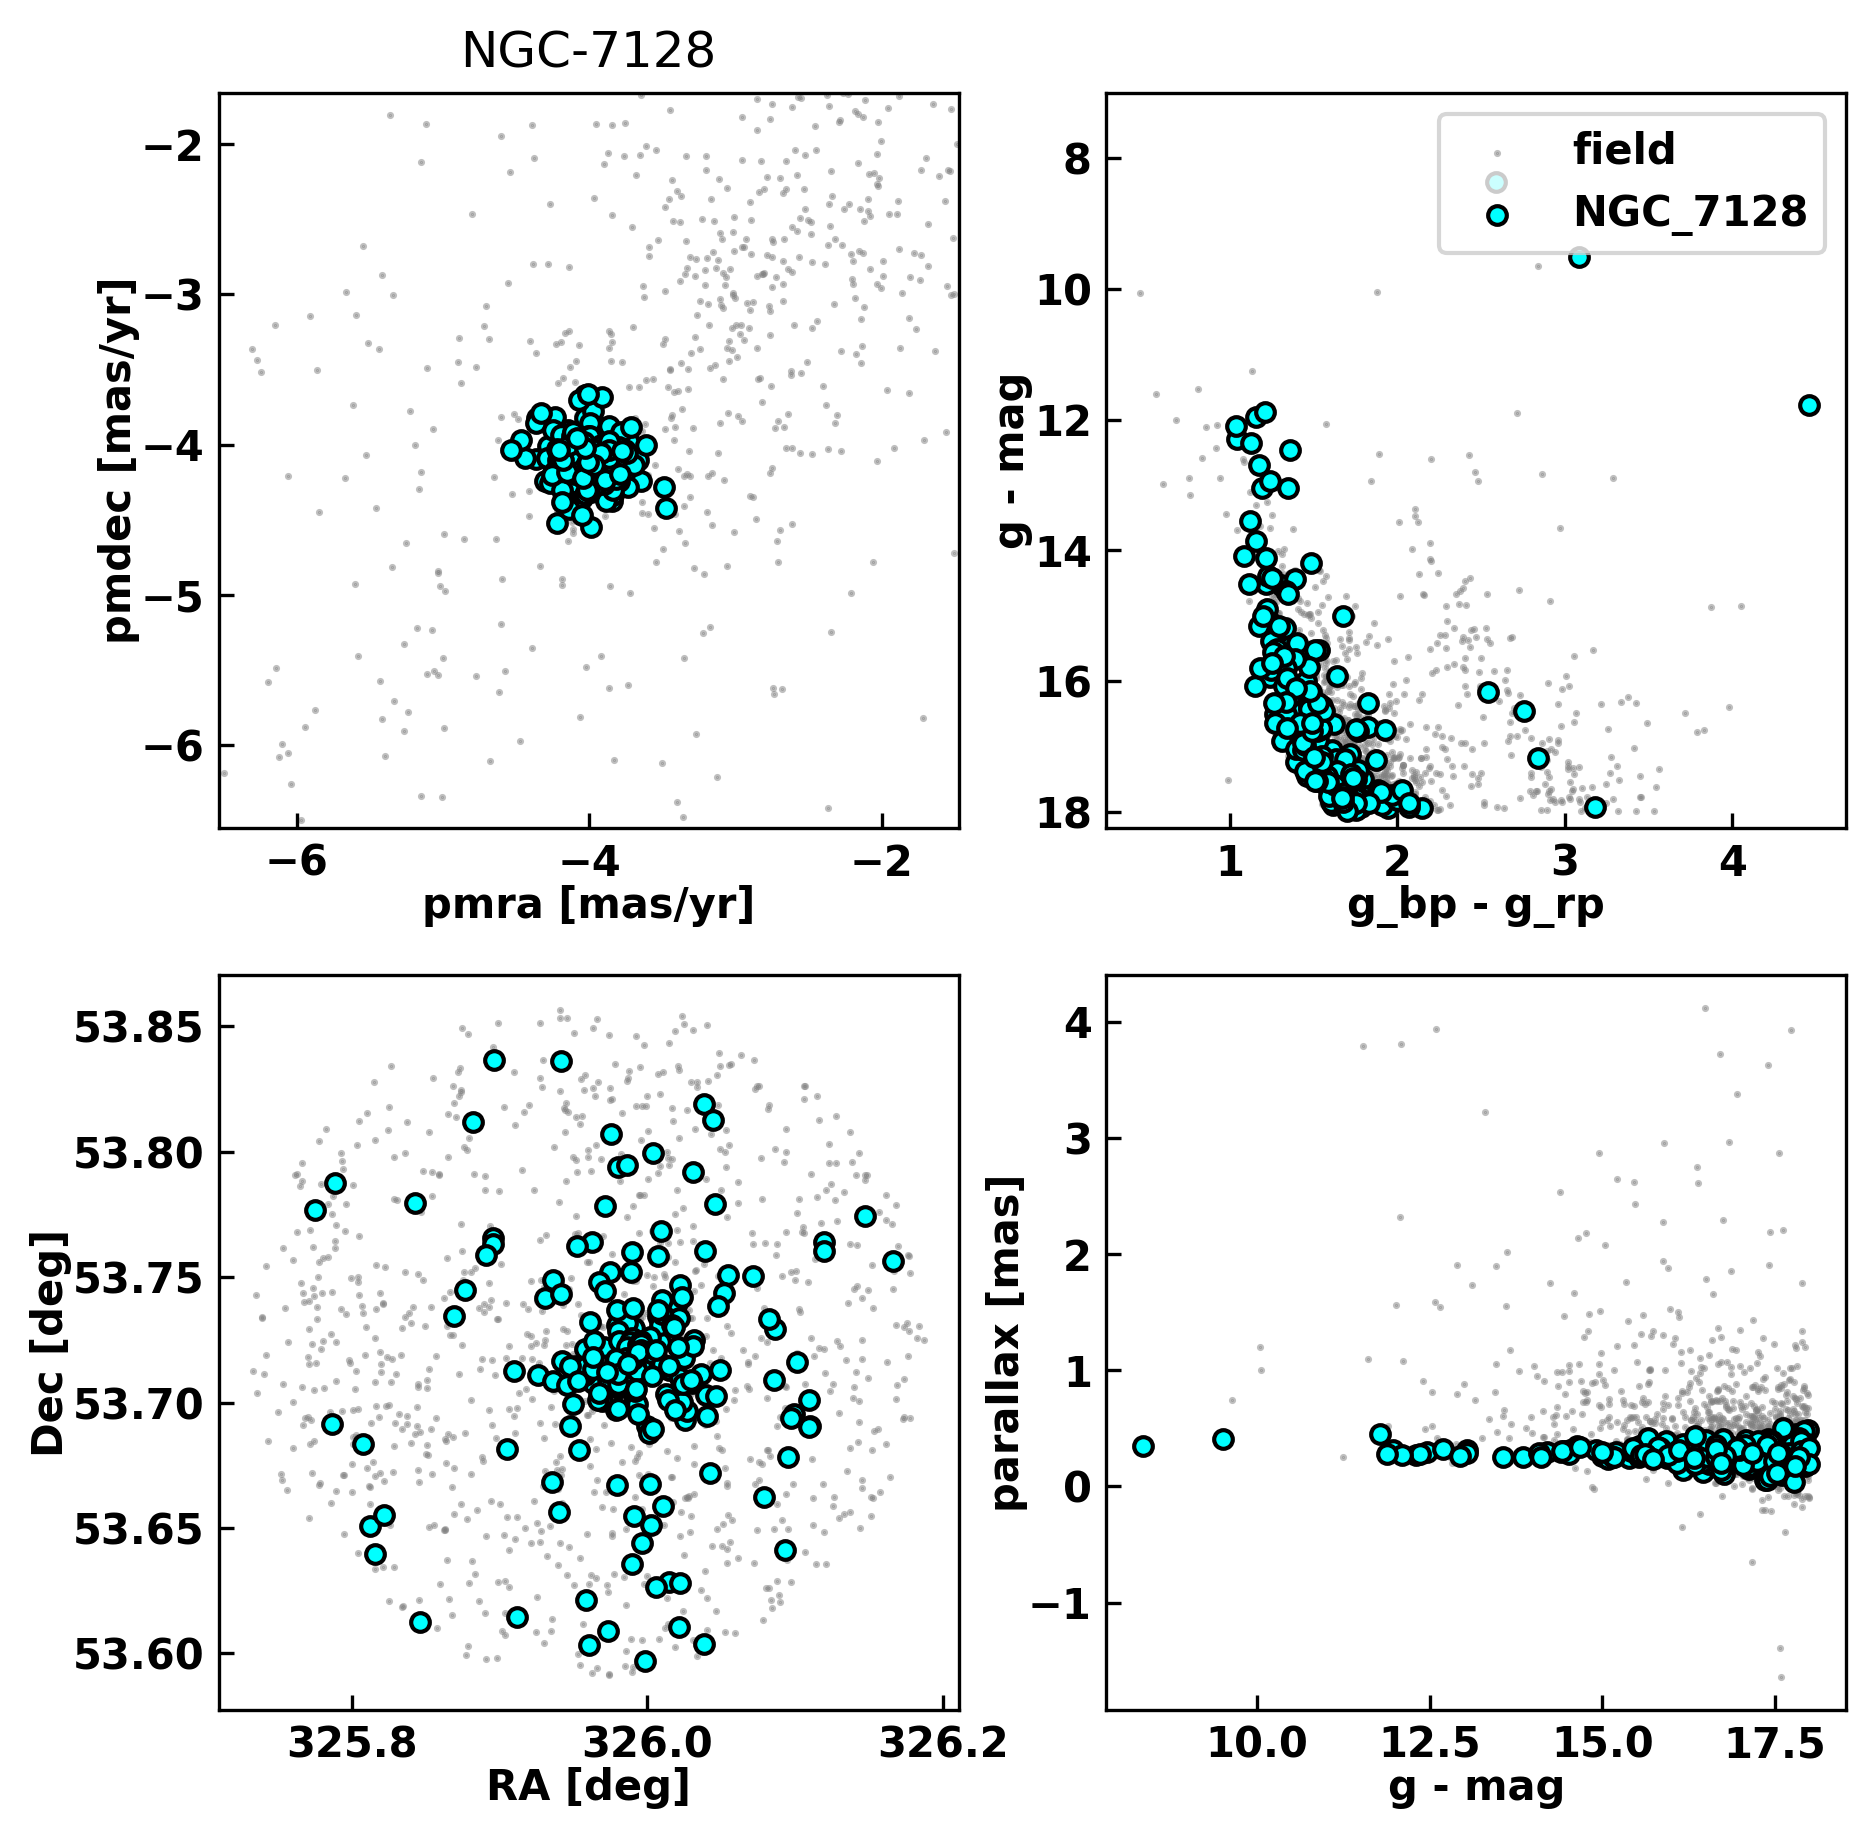 NGC-7128
−2
−3
−4
−5
−6
pmdec [mas/yr]
−6 −4 −2
pmra [mas/yr]
field
NGC_7128
8
10
12
14
16
18
g - mag
1 2 3 4
g_bp - g_rp
53.85
53.80
53.75
53.70
53.65
53.60
Dec [deg]
325.8 326.0 326.2
RA [deg]
4
3
2
1
0
−1
parallax [mas]
10.0 12.5 15.0 17.5
g - mag